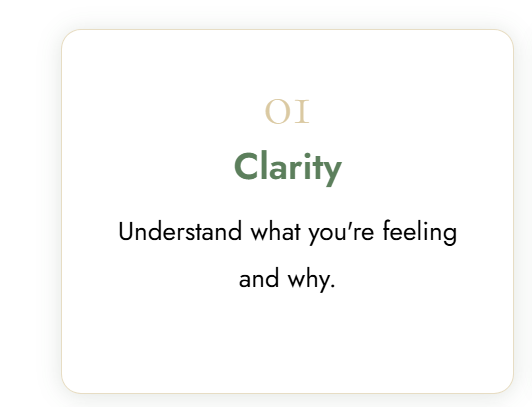 01
Clarity
Understand what you're feeling
and why.